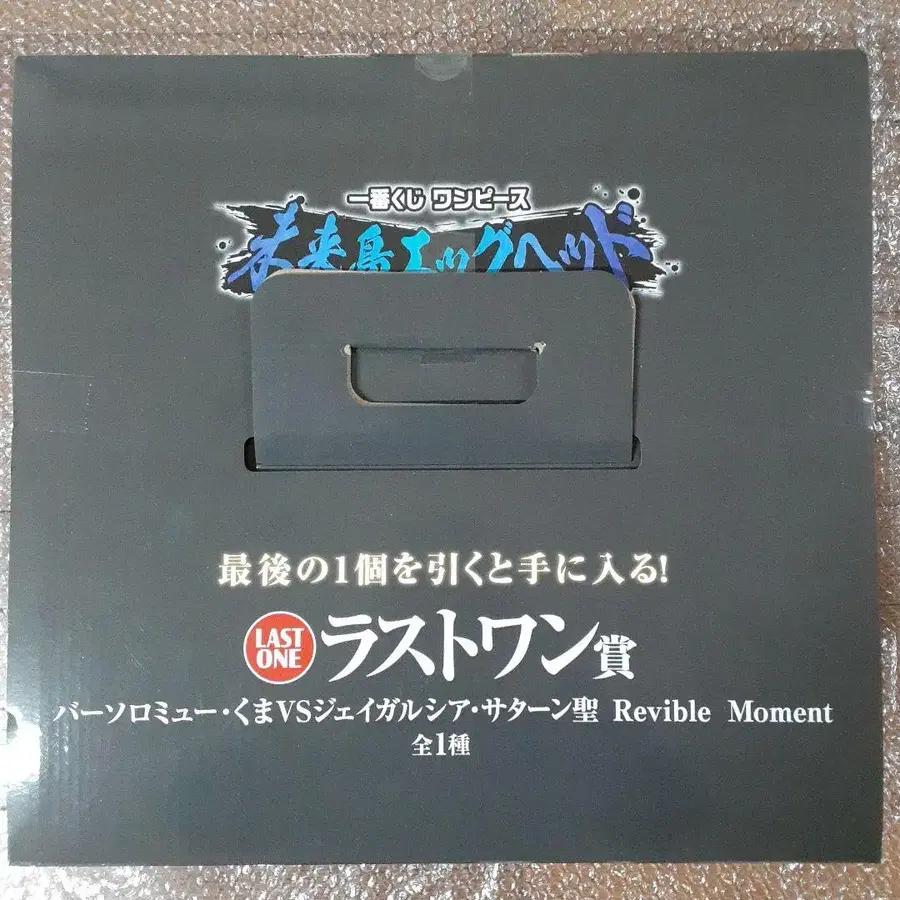 一番くじ ワンピース
未来島エッグヘッド
最後の1個を引くと手に入る!
LAST
ONE
ラストワン賞
バーソロミュー・くまVSジェイガルシア・サターン聖 Revible Moment
全1種